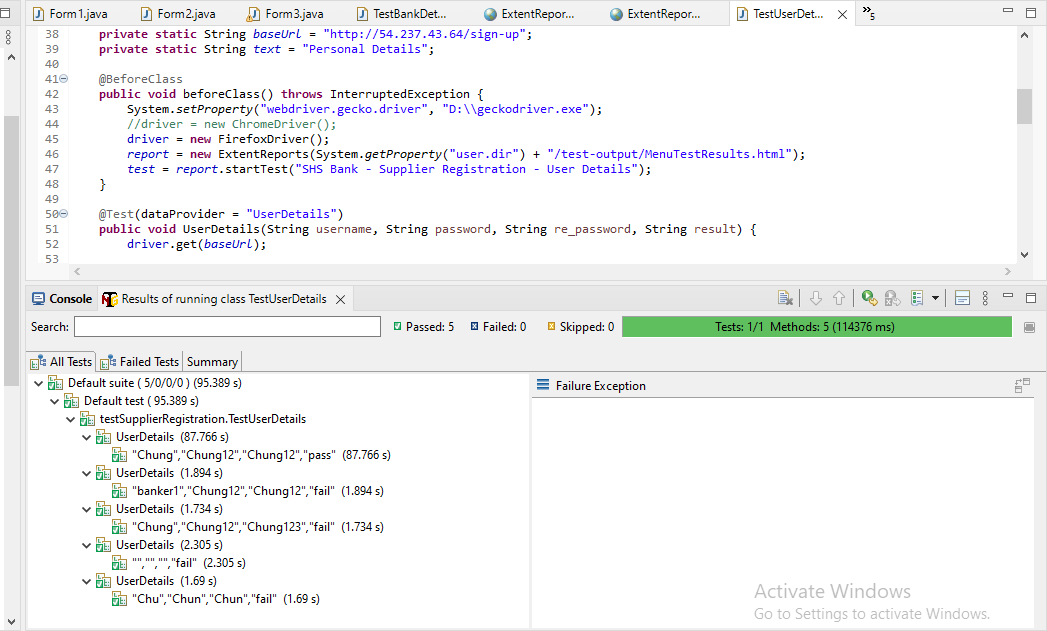 Form1.java Form2.java Form3.java TestBankDet... ExtentRepor... ExtentRepor... TestUserDet... 5
38 private static String baseUrl = "http://54.237.43.64/sign-up";
39 private static String text = "Personal Details";
40
41 @BeforeClass
42 public void beforeClass() throws InterruptedException {
43 System.setProperty("webdriver.gecko.driver", "D:\\geckodriver.exe");
44 //driver = new ChromeDriver();
45 driver = new FirefoxDriver();
46 report = new ExtentReports(System.getProperty("user.dir") + "/test-output/MenuTestResults.html");
47 test = report.startTest("SHS Bank - Supplier Registration - User Details");
48 }
49
50 @Test(dataProvider = "UserDetails")
51 public void UserDetails(String username, String password, String re_password, String result) {
52 driver.get(baseUrl);
53
Console Results of running class TestUserDetails
Search: Passed: 5 Failed: 0 Skipped: 0 Tests: 1/1 Methods: 5 (114376 ms)
All Tests Failed Tests Summary
Default suite ( 5/0/0/0 ) (95.389 s)
Default test ( 95.389 s)
testSupplierRegistration.TestUserDetails
UserDetails (87.766 s)
"Chung","Chung12","Chung12","pass" (87.766 s)
UserDetails (1.894 s)
"banker1","Chung12","Chung12","fail" (1.894 s)
UserDetails (1.734 s)
"Chung","Chung12","Chung123","fail" (1.734 s)
UserDetails (2.305 s)
"","","","fail" (2.305 s)
UserDetails (1.69 s)
"Chu","Chun","Chun","fail" (1.69 s)
Failure Exception
Activate Windows
Go to Settings to activate Windows.